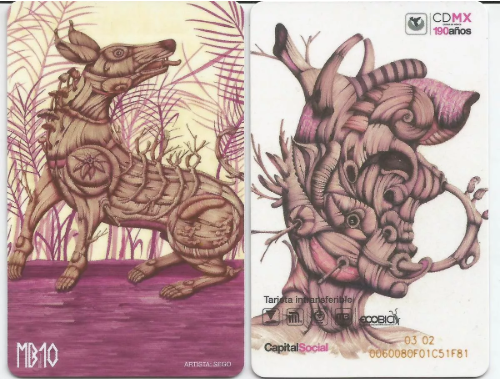 MB10
ARTISTA: SEGO
CDMX
190años
Tarjeta intransferible
ecobici
CapitalSocial
03 02
0060080F01C51F81